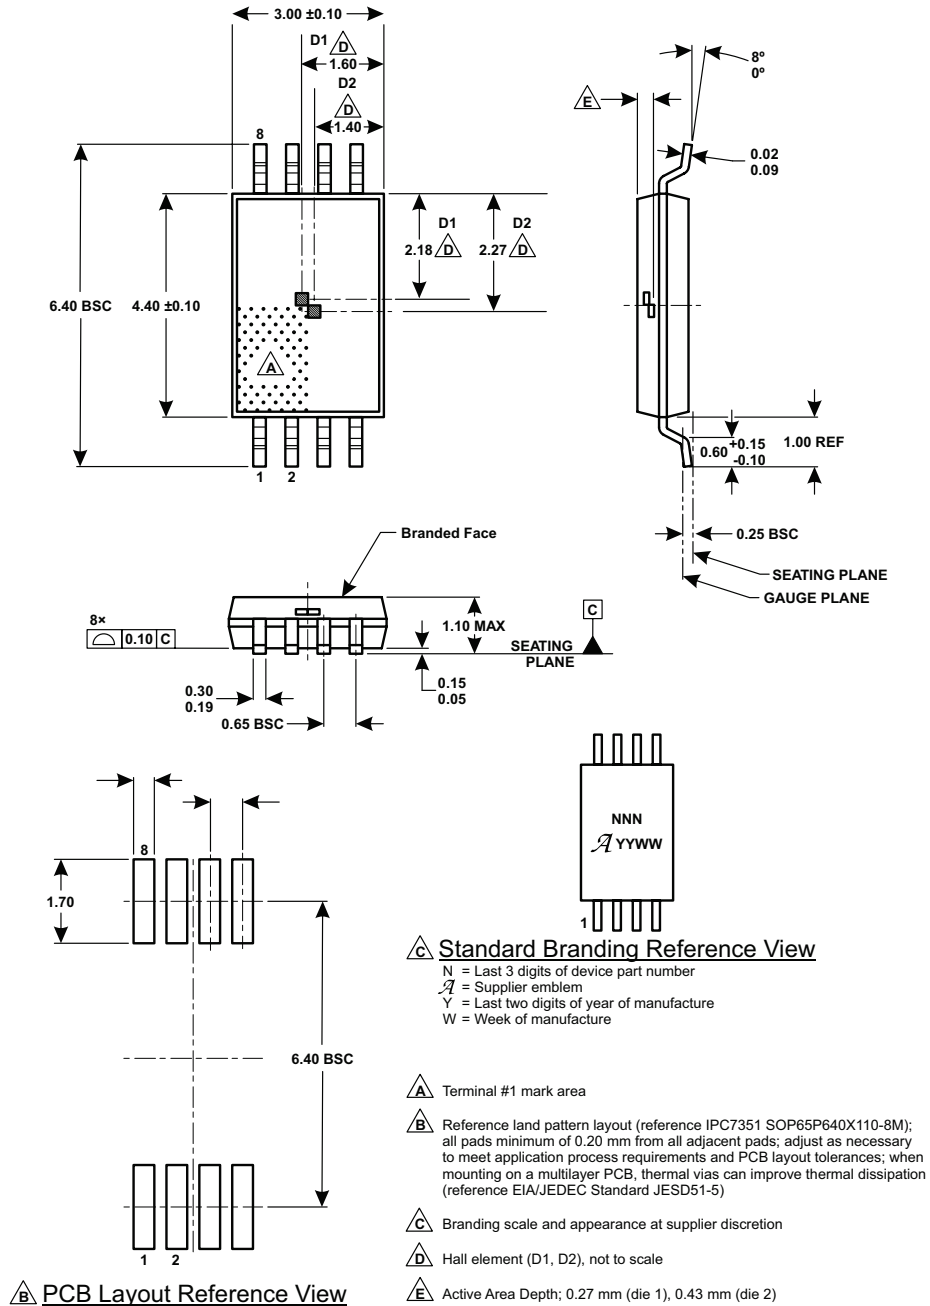 3.00 ±0.10
D1 D
1.60
D2
D
1.40
8
8º
0º
E
0.02
0.09
D1
2.18 D
D2
2.27 D
6.40 BSC
4.40 ±0.10
A
1 2
0.60 +0.15
-0.10
1.00 REF
0.25 BSC
SEATING PLANE
GAUGE PLANE
Branded Face
8×
0.10 C
1.10 MAX
C
SEATING
PLANE
0.15
0.05
0.30
0.19
0.65 BSC
8
1.70
6.40 BSC
1 2
B PCB Layout Reference View
NNN
A YYWW
1
C Standard Branding Reference View
N = Last 3 digits of device part number
A = Supplier emblem
Y = Last two digits of year of manufacture
W = Week of manufacture
A Terminal #1 mark area
B Reference land pattern layout (reference IPC7351 SOP65P640X110-8M);
all pads minimum of 0.20 mm from all adjacent pads; adjust as necessary
to meet application process requirements and PCB layout tolerances; when
mounting on a multilayer PCB, thermal vias can improve thermal dissipation
(reference EIA/JEDEC Standard JESD51-5)
C Branding scale and appearance at supplier discretion
D Hall element (D1, D2), not to scale
E Active Area Depth; 0.27 mm (die 1), 0.43 mm (die 2)